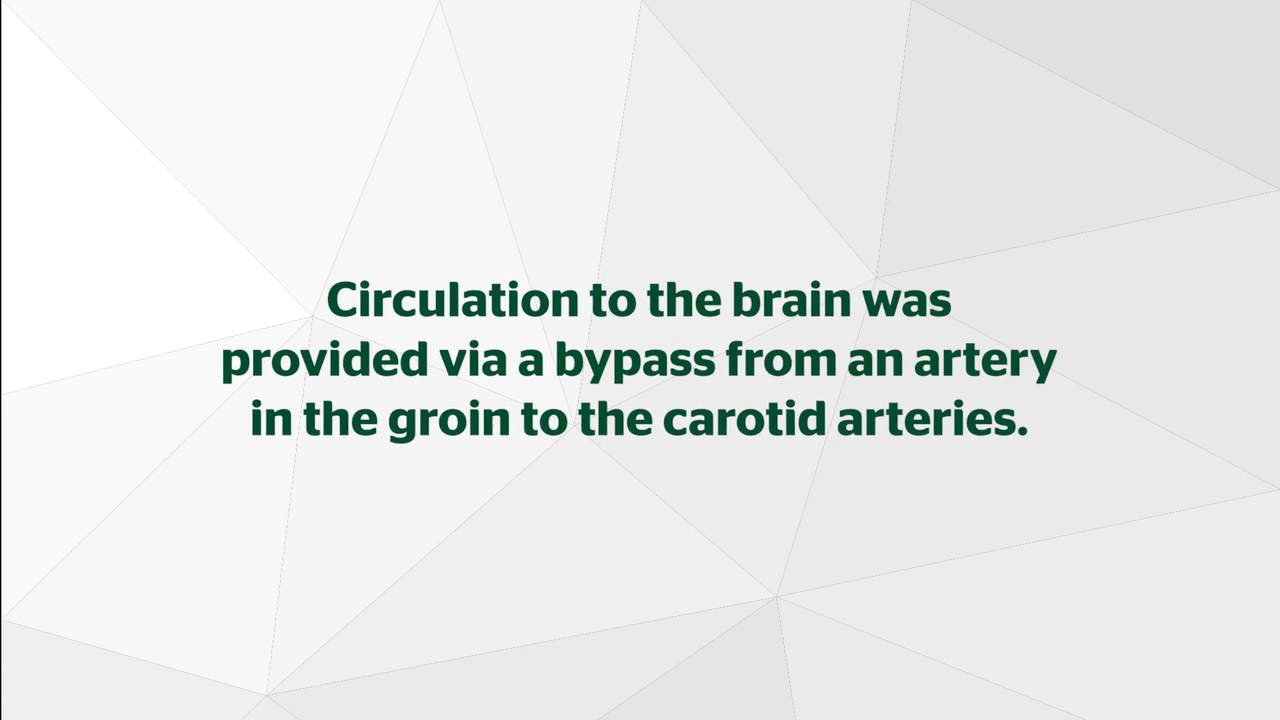 Circulation to the brain was
provided via a bypass from an artery
in the groin to the carotid arteries.